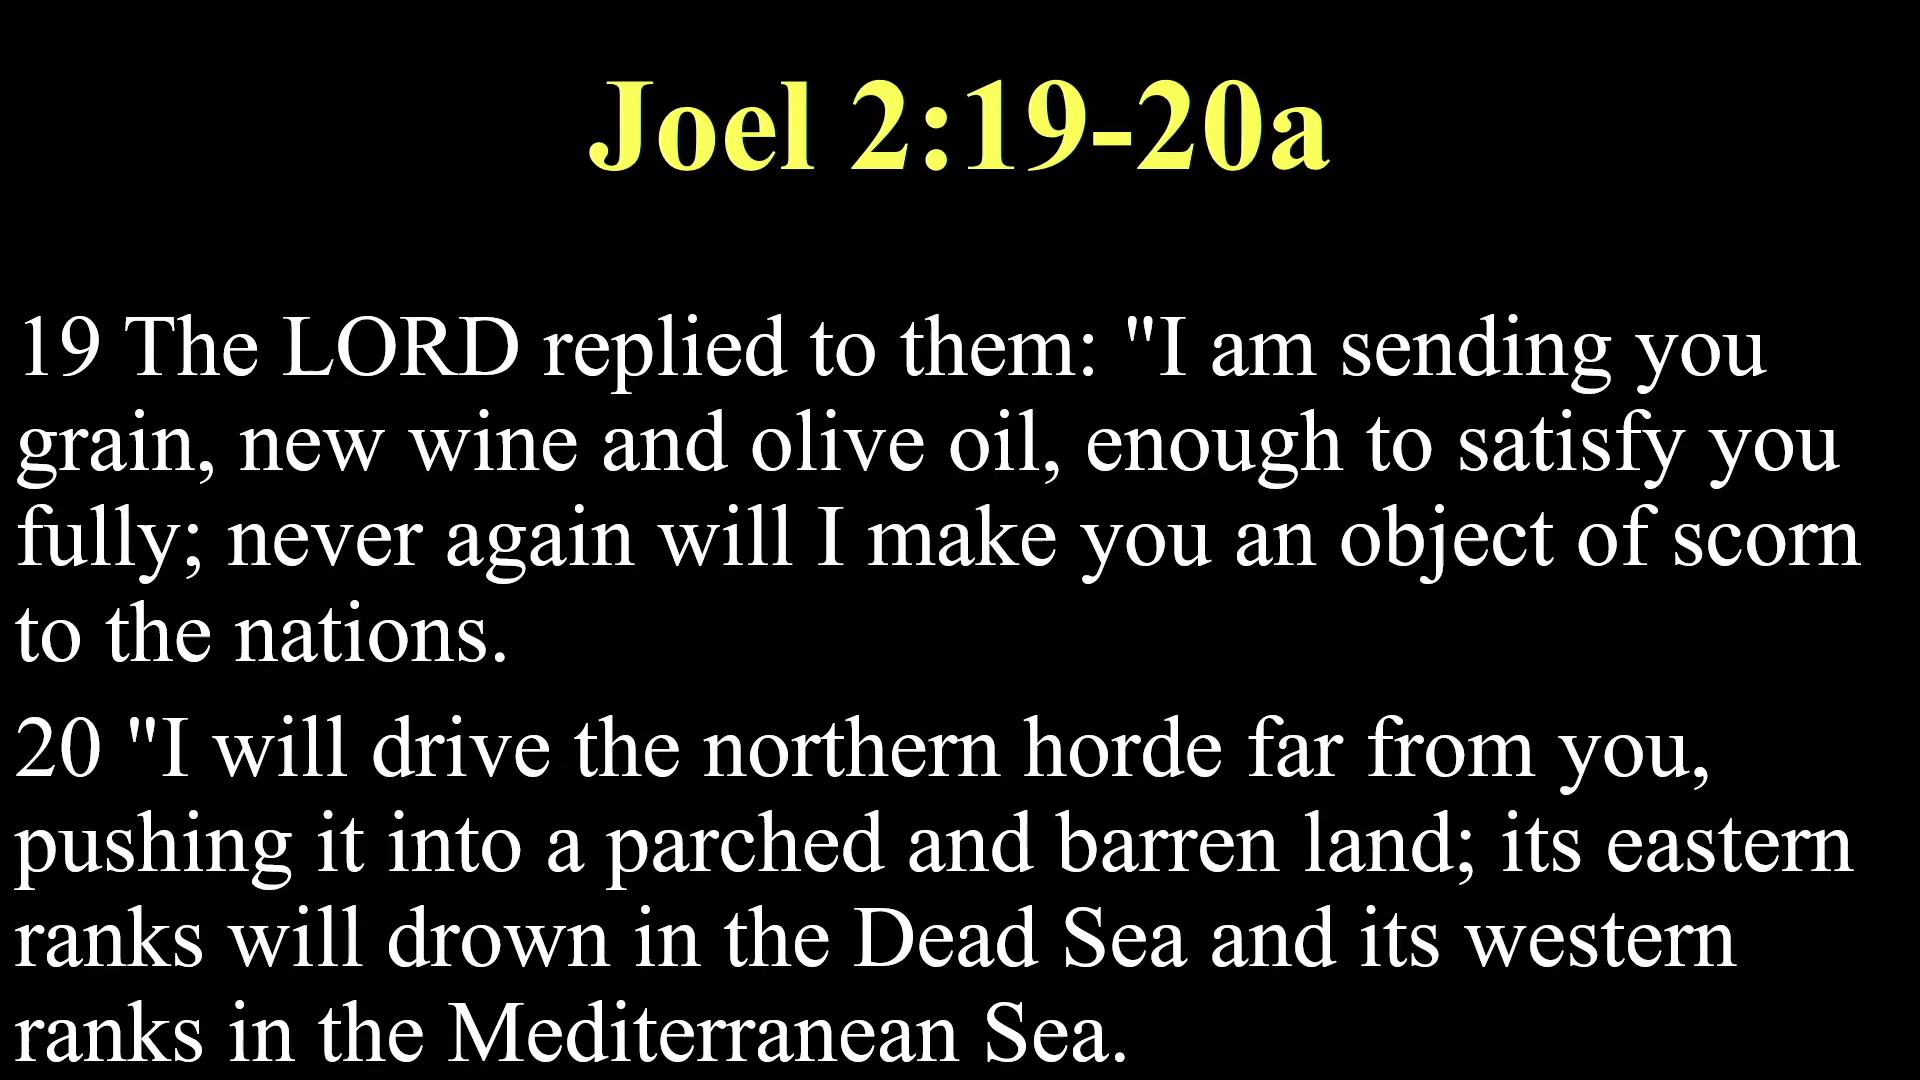 Joel 2:19-20a
19 The LORD replied to them: "I am sending you
grain, new wine and olive oil, enough to satisfy you
fully; never again will I make you an object of scorn
to the nations.
20 "I will drive the northern horde far from you,
pushing it into a parched and barren land; its eastern
ranks will drown in the Dead Sea and its western
ranks in the Mediterranean Sea.